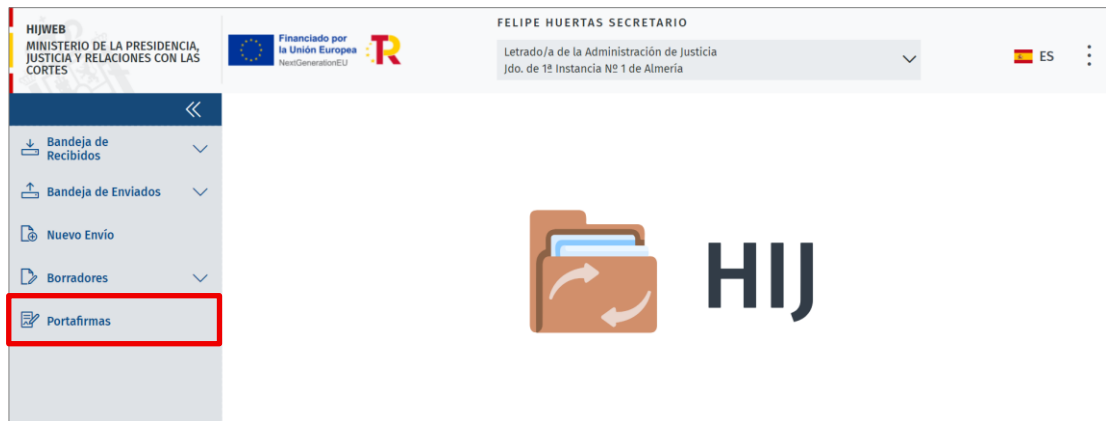 HIJWEB
MINISTERIO DE LA PRESIDENCIA,
JUSTICIA Y RELACIONES CON LAS
CORTES
Financiado por
la Unión Europea
NextGenerationEU
R
FELIPE HUERTAS SECRETARIO
Letrado/a de la Administración de Justicia
Jdo. de 1ª Instancia Nº 1 de Almería
ES
Bandeja de
Recibidos
Bandeja de Enviados
Nuevo Envío
Borradores
Portafirmas
HIJ